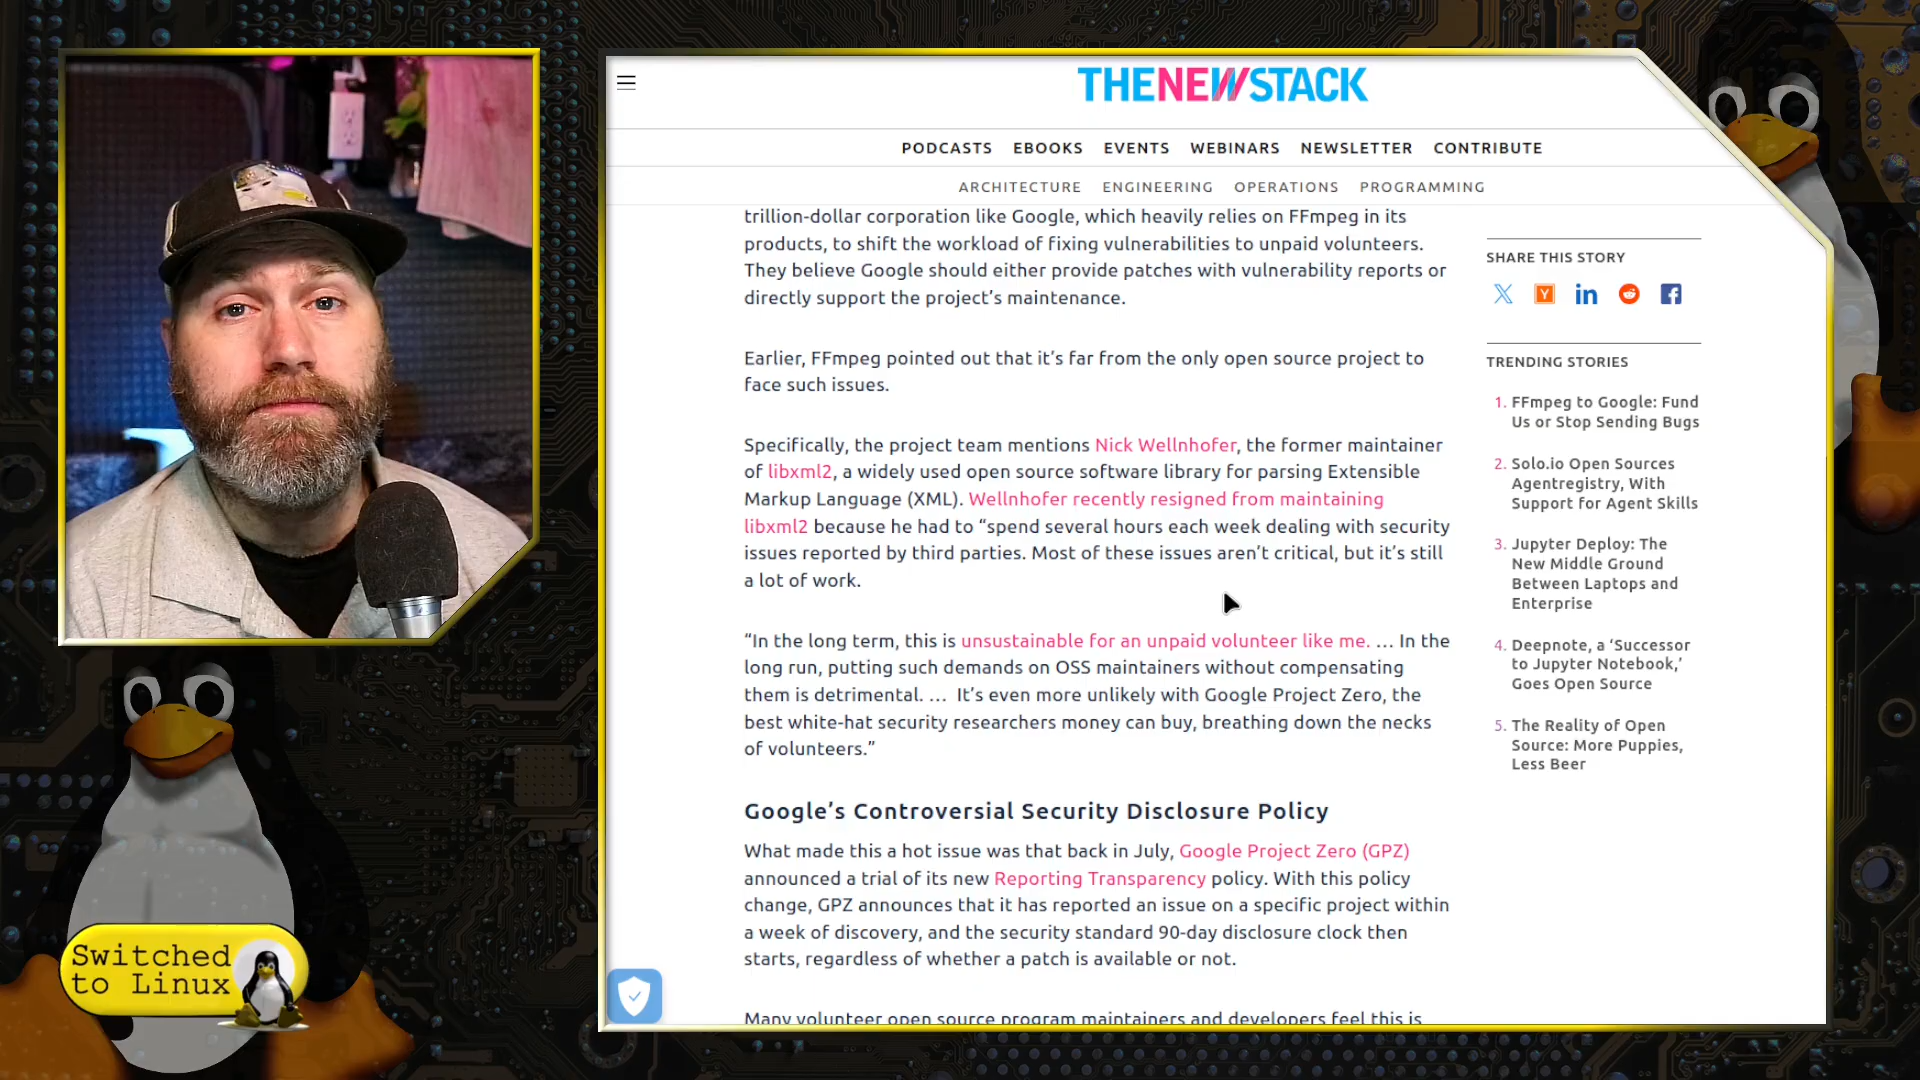 THENEWSTACK
PODCASTS EBOOKS EVENTS WEBINARS NEWSLETTER CONTRIBUTE
ARCHITECTURE ENGINEERING OPERATIONS PROGRAMMING
trillion-dollar corporation like Google, which heavily relies on FFmpeg in its
products, to shift the workload of fixing vulnerabilities to unpaid volunteers.
They believe Google should either provide patches with vulnerability reports or
directly support the project’s maintenance.
Earlier, FFmpeg pointed out that it’s far from the only open source project to
face such issues.
Specifically, the project team mentions Nick Wellnhofer, the former maintainer
of libxml2, a widely used open source software library for parsing Extensible
Markup Language (XML). Wellnhofer recently resigned from maintaining
libxml2 because he had to “spend several hours each week dealing with security
issues reported by third parties. Most of these issues aren’t critical, but it’s still
a lot of work.
“In the long term, this is unsustainable for an unpaid volunteer like me. … In the
long run, putting such demands on OSS maintainers without compensating
them is detrimental. … It’s even more unlikely with Google Project Zero, the
best white-hat security researchers money can buy, breathing down the necks
of volunteers.”
Google’s Controversial Security Disclosure Policy
What made this a hot issue was that back in July, Google Project Zero (GPZ)
announced a trial of its new Reporting Transparency policy. With this policy
change, GPZ announces that it has reported an issue on a specific project within
a week of discovery, and the security standard 90-day disclosure clock then
starts, regardless of whether a patch is available or not.
Many volunteer open source program maintainers and developers feel this is
SHARE THIS STORY
TRENDING STORIES
1. FFmpeg to Google: Fund
Us or Stop Sending Bugs
2. Solo.io Open Sources
Agentregistry, With
Support for Agent Skills
3. Jupyter Deploy: The
New Middle Ground
Between Laptops and
Enterprise
4. Deepnote, a ‘Successor
to Jupyter Notebook,’
Goes Open Source
5. The Reality of Open
Source: More Puppies,
Less Beer
Switched
to Linux